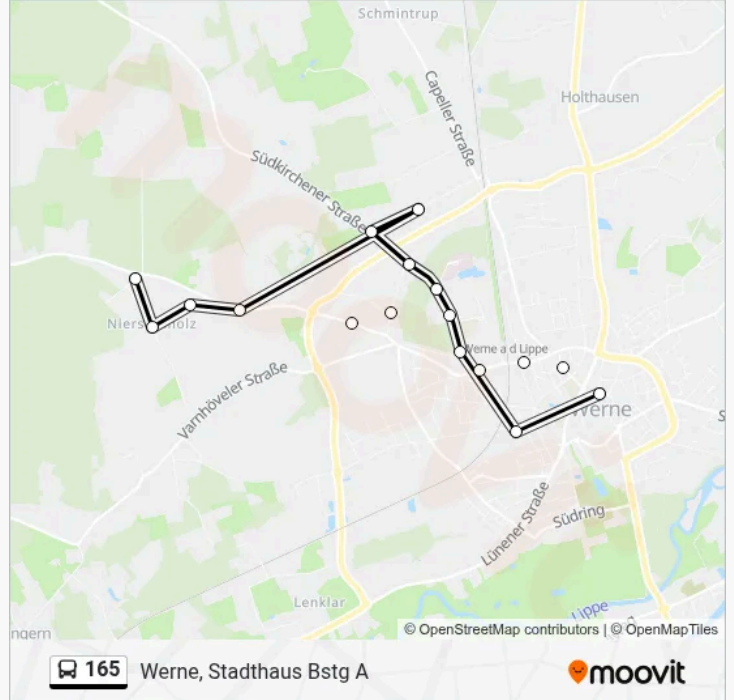 Schmintrup
Capeller Straße
Holthausen
Südkirchener Straße
Werne a d Lippe
Varnhöveler Straße
Werne
Lünener Straße
Südring
Lenklar
Lippe
ngern
© OpenStreetMap contributors | © OpenMapTiles
165
Werne, Stadthaus Bstg A
moovit